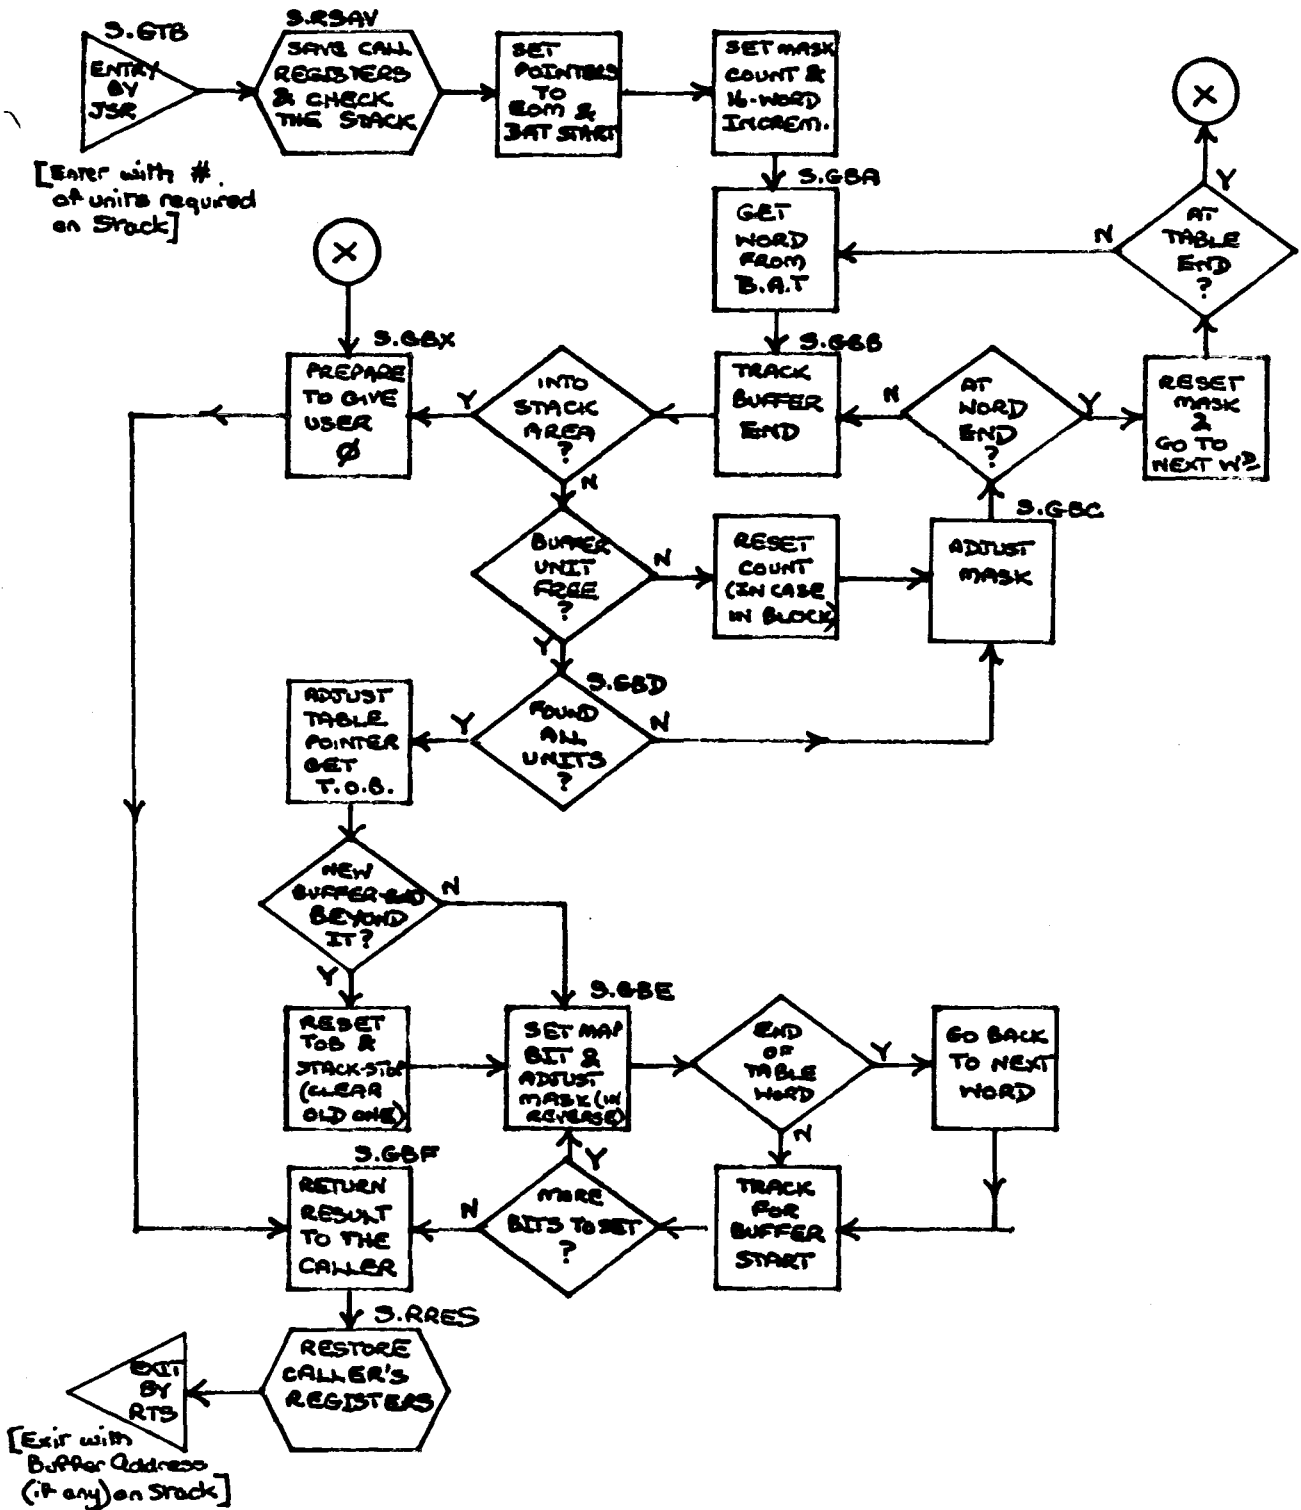 S.GTB
ENTRY
BY
JSR
[Enter with #
of units required
on Stack]
S.RSAV
SAVE CALL
REGISTERS
& CHECK
THE STACK
SET
POINTERS
TO
EOM &
BAT START
SET MASK
COUNT &
16-WORD
INCREM.
X
S.GBA
GET
WORD
FROM
B.A.T
N
AT
TABLE
END
?
Y
X
S.GBX
PREPARE
TO GIVE
USER
Ø
Y
INTO
STACK
AREA
?
N
S.GBB
TRACK
BUFFER
END
N
AT
WORD
END
?
Y
RESET
MASK
&
GO TO
NEXT WD
BUFFER
UNIT
FREE
?
N
Y
RESET
COUNT
(IN CASE
IN BLOCK)
S.GBC
ADJUST
MASK
ADJUST
TABLE
POINTER
GET
T.O.B.
Y
S.GBD
FOUND
ALL
UNITS
?
N
NEW
BUFFER-END
BEYOND
IT?
N
Y
RESET
TOB &
STACK-STOP
(CLEAR
OLD ONE)
S.GBE
SET MAP
BIT &
ADJUST
MASK (IN
REVERSE)
END
OF
TABLE
WORD
Y
N
GO BACK
TO NEXT
WORD
S.GBF
RETURN
RESULT
TO THE
CALLER
N
MORE
BITS TO SET
?
Y
TRACK
FOR
BUFFER
START
S.RRES
RESTORE
CALLER'S
REGISTERS
EXIT
BY
RTS
[Exit with
Buffer Address
(if any) on Stack]